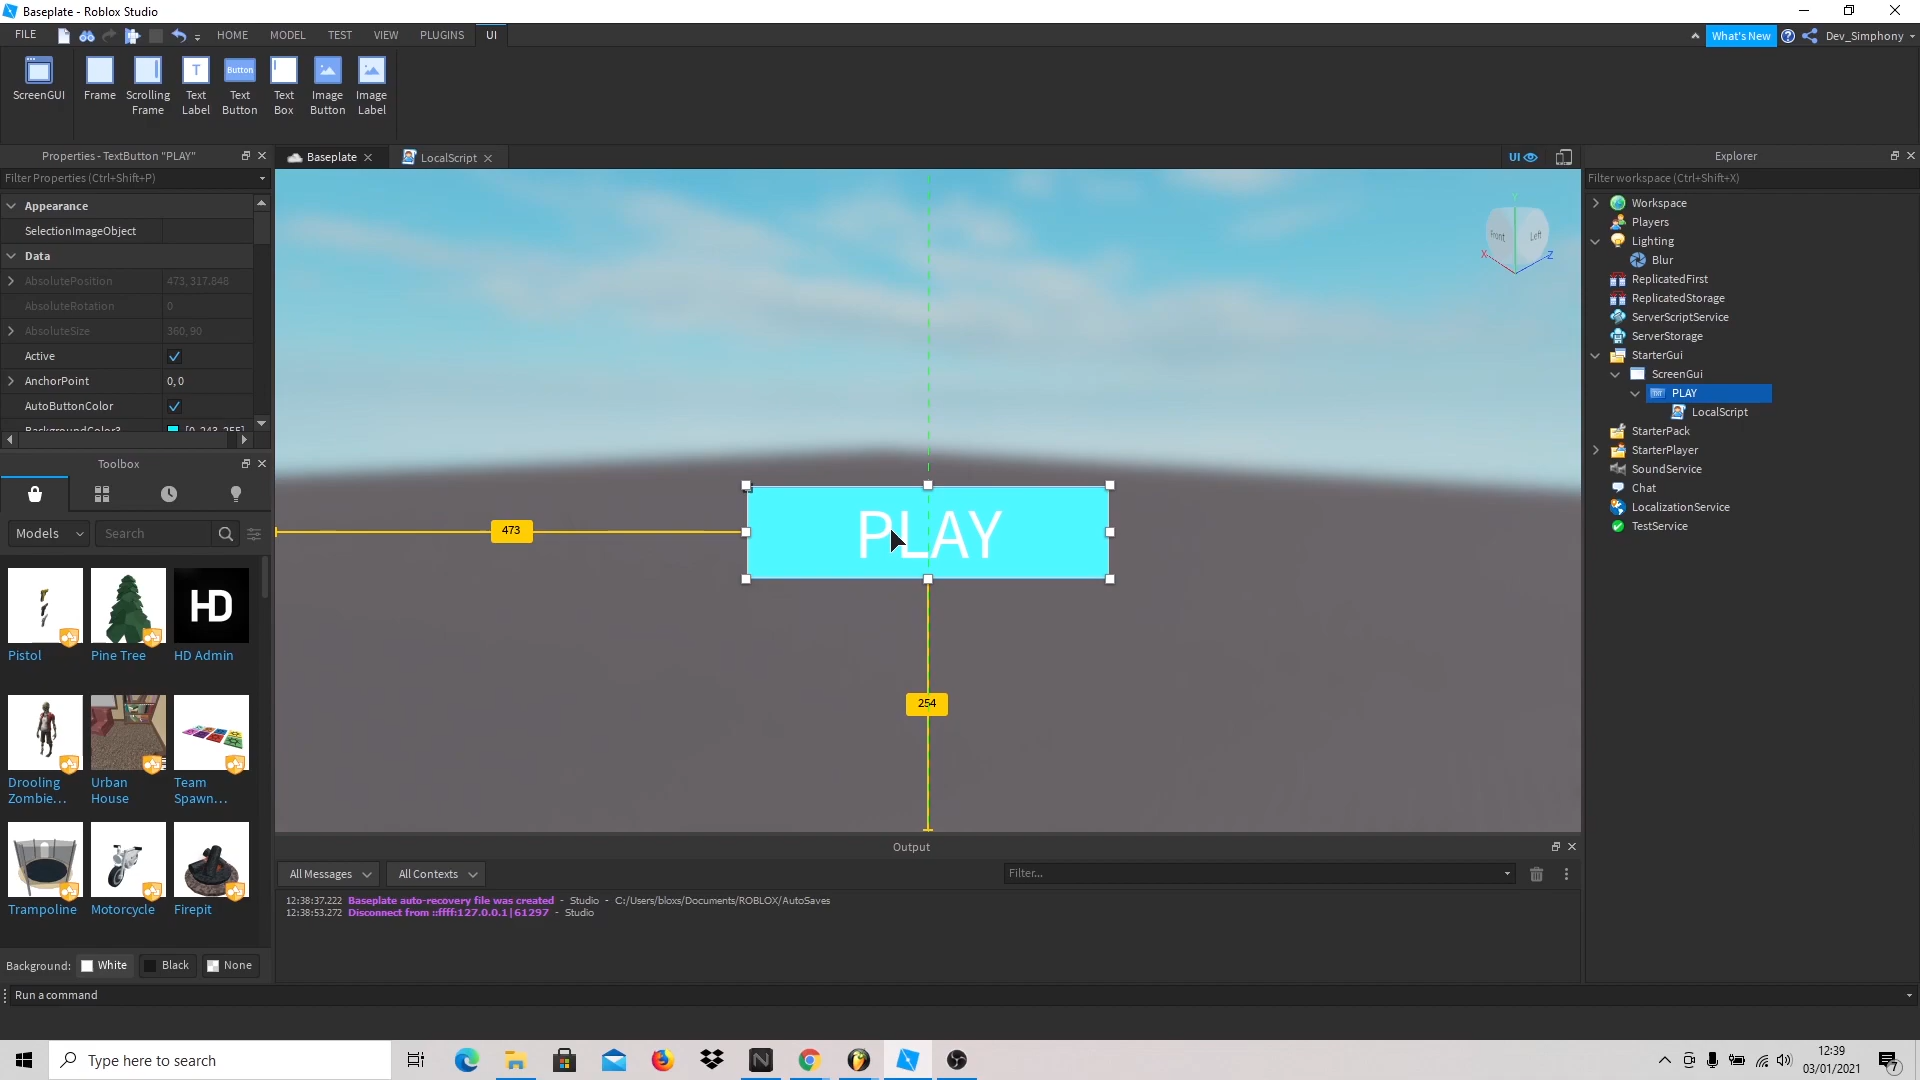 Baseplate - Roblox Studio
FILE
HOME
MODEL
TEST
VIEW
PLUGINS
UI
What's New
Dev_Simphony
ScreenGUI
Frame
Scrolling
Frame
Text
Label
Button
Text
Button
Text
Box
Image
Button
Image
Label
Properties - TextButton "PLAY"
Filter Properties (Ctrl+Shift+P)
Appearance
SelectionImageObject
Data
AbsolutePosition 473, 317.848
AbsoluteRotation 0
AbsoluteSize 360, 90
Active
AnchorPoint 0, 0
AutoButtonColor
BackgroundColor3 [0, 243, 255]
Toolbox
Models
Search
Pistol
Pine Tree
HD
HD Admin
Drooling
Zombie...
Urban
House
Team
Spawn...
Trampoline
Motorcycle
Firepit
Background: White Black None
Run a command
Baseplate
LocalScript
UI
Front
Left
Y
X
Z
473
PLAY
254
Output
All Messages
All Contexts
Filter...
12:38:37.222 Baseplate auto-recovery file was created - Studio - C:/Users/bloxs/Documents/ROBLOX/AutoSaves
12:38:53.272 Disconnect from ::ffff:127.0.0.1|61297 - Studio
Explorer
Filter workspace (Ctrl+Shift+X)
Workspace
Players
Lighting
Blur
ReplicatedFirst
ReplicatedStorage
ServerScriptService
ServerStorage
StarterGui
ScreenGui
PLAY
LocalScript
StarterPack
StarterPlayer
SoundService
Chat
LocalizationService
TestService
Type here to search
12:39
03/01/2021
7